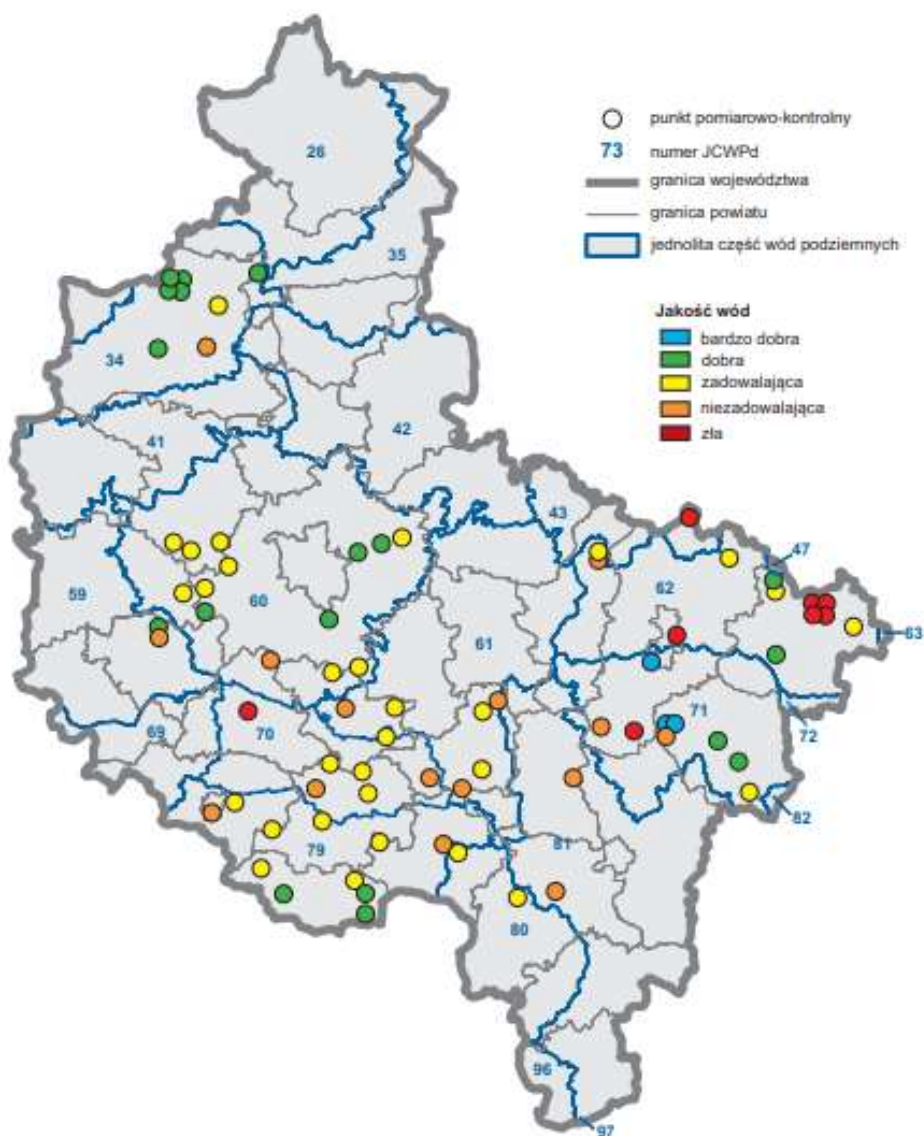 punkt pomiarowo-kontrolny
73 numer JCWPd
granica województwa
granica powiatu
jednolita część wód podziemnych
Jakość wód
bardzo dobra
dobra
zadowalająca
niezadowalająca
zła
26
35
34
41
42
43
47
59
60
62
61
63
69
70
71
72
82
79
81
80
96
97